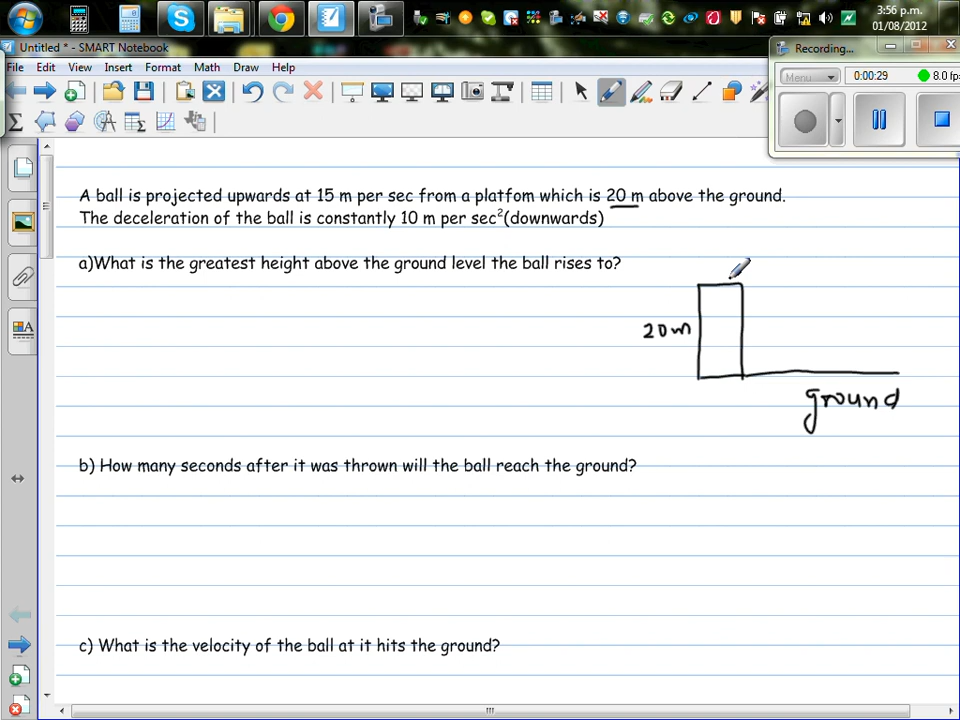 3:56 p.m.
01/08/2012
Untitled * - SMART Notebook
Recording...
File Edit View Insert Format Math Draw Help
Menu
0:00:29
8.0 fp
A ball is projected upwards at 15 m per sec from a platfom which is 20 m above the ground.
The deceleration of the ball is constantly 10 m per sec²(downwards)
a)What is the greatest height above the ground level the ball rises to?
20m
ground
b) How many seconds after it was thrown will the ball reach the ground?
c) What is the velocity of the ball at it hits the ground?